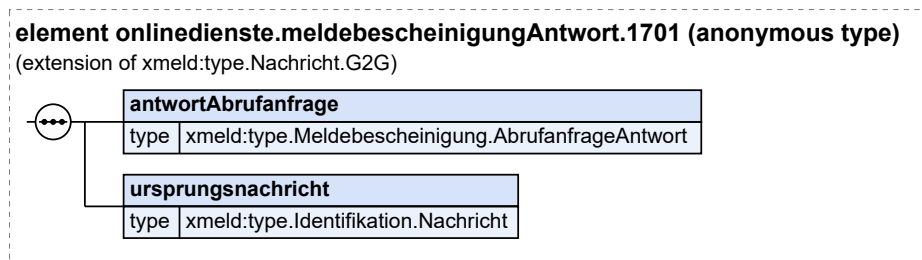 element onlinedienste.meldebescheinigungAntwort.1701 (anonymous type)
(extension of xmeld:type.Nachricht.G2G)
antwortAbrufanfrage
type xmeld:type.Meldebescheinigung.AbrufanfrageAntwort
ursprungsnachricht
type xmeld:type.Identifikation.Nachricht